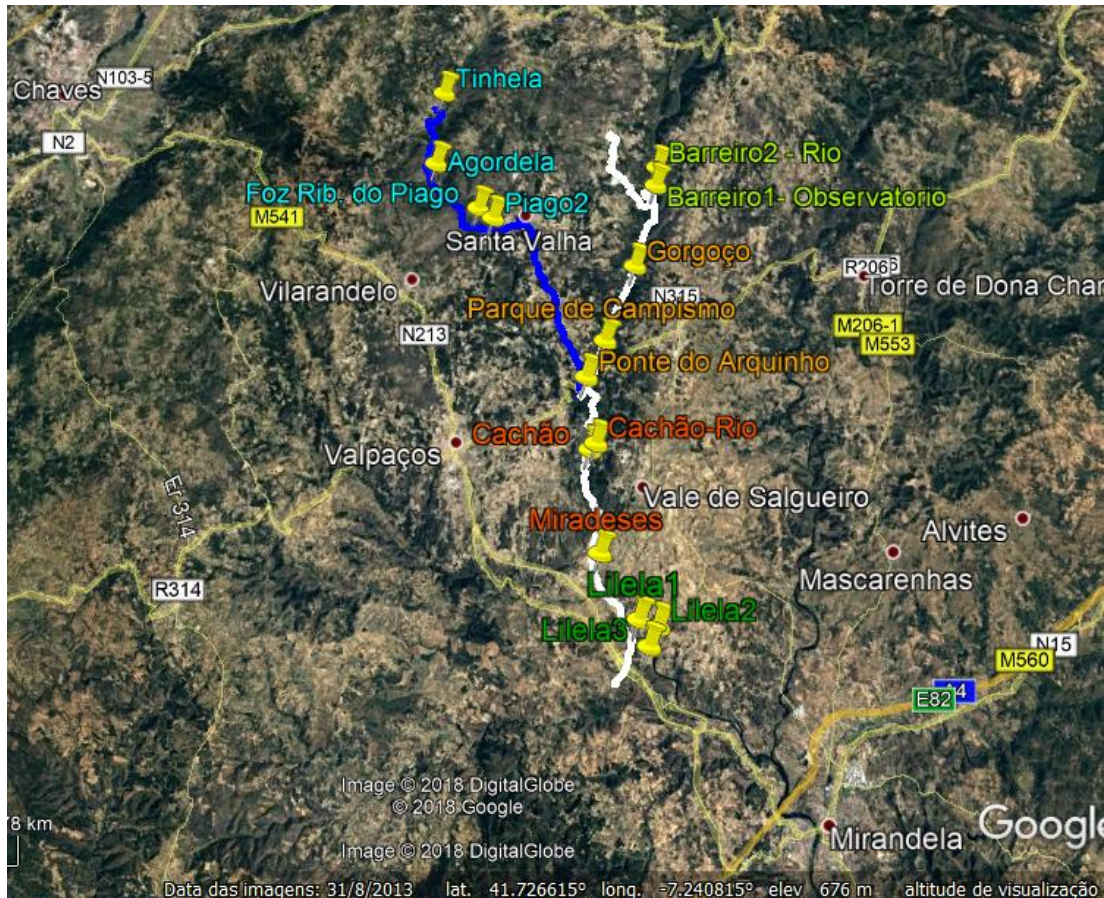 Tinhela
N103-5
Chaves
N2
Barreiro2 - Rio
Agordela
Foz Rib. do Piago
Barreiro1- Observatorio
Piago2
M541
Santa Valha
Gorgoço
R206
Torre de Dona Cha
Vilarandelo
N315
Parque de Campismo
M206-1
N213
M553
Ponte do Arquinho
Cachão
Cachão-Rio
Valpaços
Er 314
Vale de Salgueiro
Miradeses
Alvites
Mascarenhas
R314
Lilela1
Lilela2
Lilela3
N15
M560
A4
E82
Image © 2018 DigitalGlobe
© 2018 Google
78 km
Mirandela
Google
Image © 2018 DigitalGlobe
Data das imagens: 31/8/2013 lat. 41.726615° long. -7.240815° elev 676 m altitude de visualização